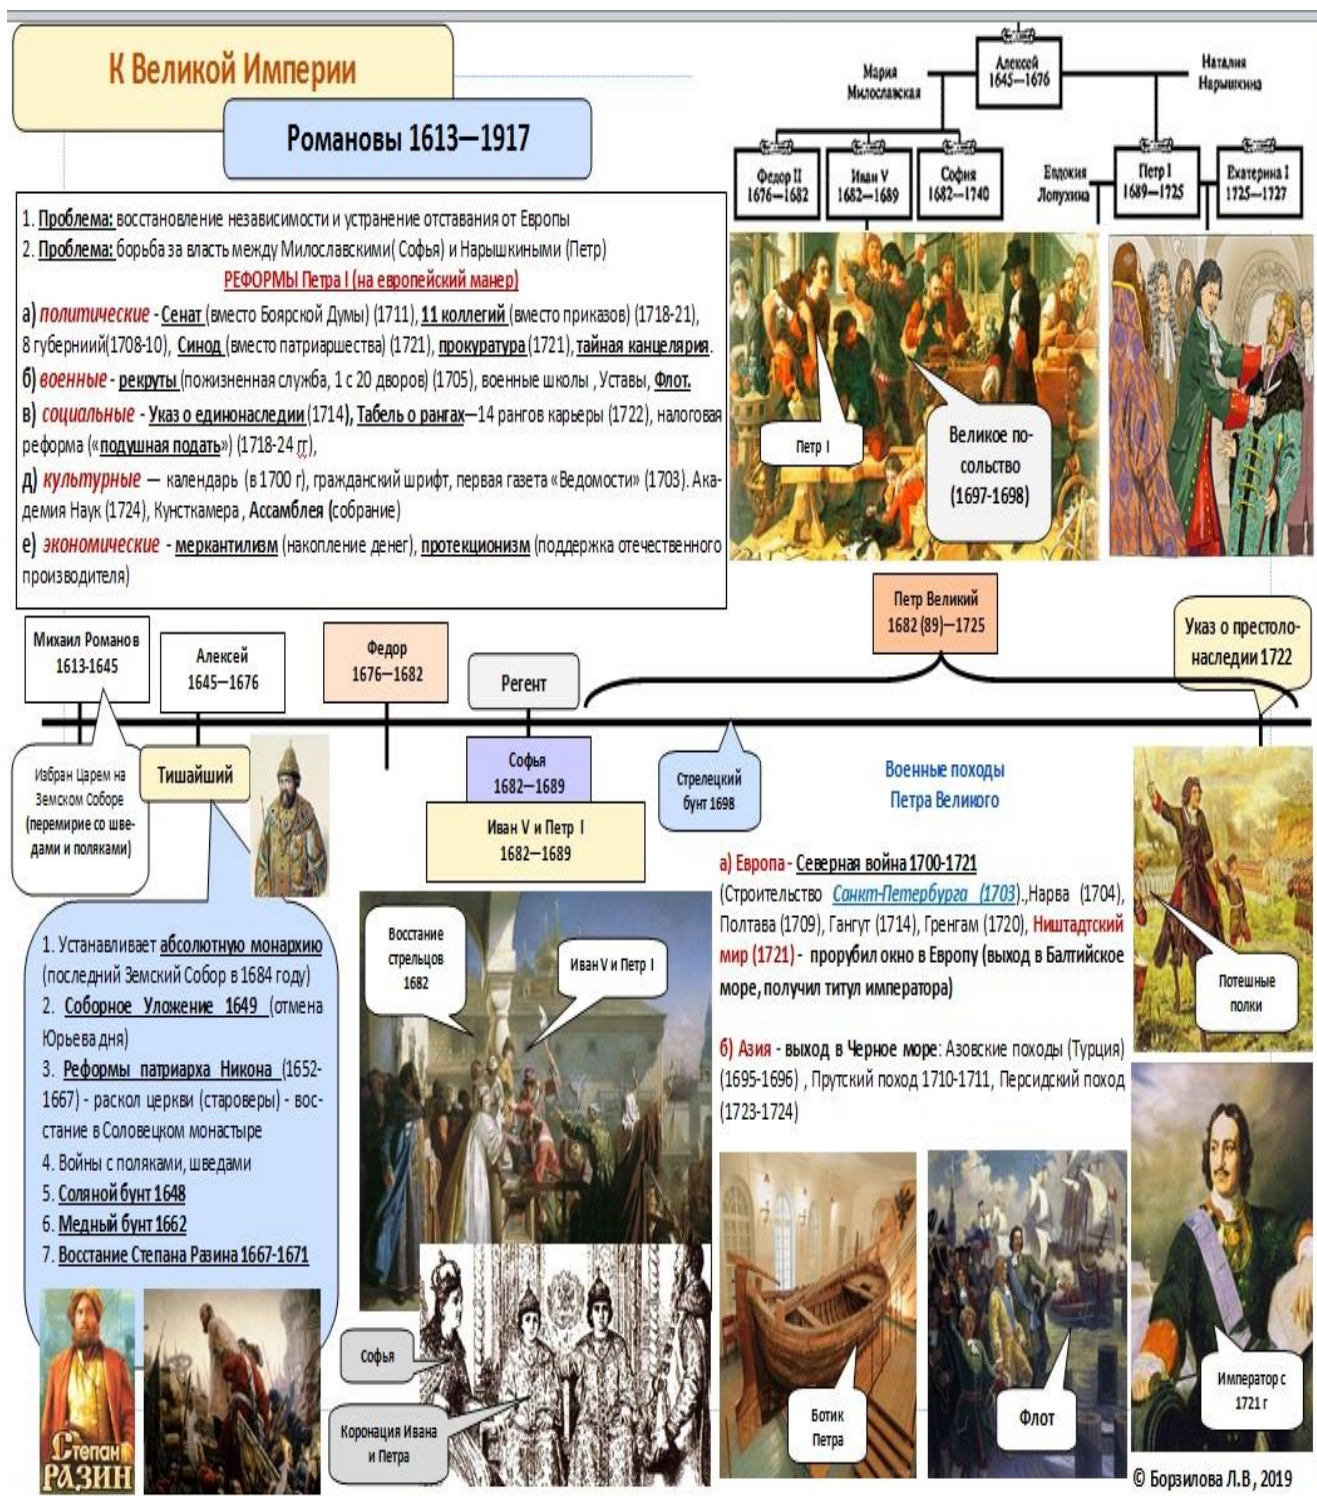 К Великой Империи
Романовы 1613—1917
Алексей
1645—1676
Мария
Милославская
Наталия
Нарышкина
Федор II
1676—1682
Иван V
1682—1689
София
1682—1740
Евдокия
Лопухина
Петр I
1689—1725
Екатерина I
1725—1727
1. Проблема: восстановление независимости и устранение отставания от Европы
2. Проблема: борьба за власть между Милославскими( Софья) и Нарышкиными (Петр)
РЕФОРМЫ Петра I (на европейский манер)
а) политические - Сенат (вместо Боярской Думы) (1711), 11 коллегий (вместо приказов) (1718-21),
8 губерниий(1708-10), Синод (вместо патриаршества) (1721), прокуратура (1721), тайная канцелярия.
б) военные - рекруты (пожизненная служба, 1 с 20 дворов) (1705), военные школы , Уставы, Флот.
в) социальные - Указ о единонаследии (1714), Табель о рангах—14 рангов карьеры (1722), налоговая
реформа («подушная подать») (1718-24 гг),
д) культурные — календарь (в 1700 г), гражданский шрифт, первая газета «Ведомости» (1703). Ака-
демия Наук (1724), Кунсткамера , Ассамблея (собрание)
е) экономические - меркантилизм (накопление денег), протекционизм (поддержка отечественного
производителя)
Петр I
Великое по-
сольство
(1697-1698)
Михаил Романов
1613-1645
Алексей
1645—1676
Федор
1676—1682
Регент
Петр Великий
1682 (89)—1725
Указ о престоло-
наследии 1722
Избран Царем на
Земском Соборе
(перемирие со шве-
дами и поляками)
Тишайший
Софья
1682—1689
Иван V и Петр I
1682—1689
Стрелецкий
бунт 1698
Военные походы
Петра Великого
а) Европа - Северная война 1700-1721
(Строительство Санкт-Петербурга (1703).,Нарва (1704),
Полтава (1709), Гангут (1714), Гренгам (1720), Ништадтский
мир (1721) - прорубил окно в Европу (выход в Балтийское
море, получил титул императора)
б) Азия - выход в Черное море: Азовские походы (Турция)
(1695-1696) , Прутский поход 1710-1711, Персидский поход
(1723-1724)
Потешные
полки
1. Устанавливает абсолютную монархию
(последний Земский Собор в 1684 году)
2. Соборное Уложение 1649 (отмена
Юрьева дня)
3. Реформы патриарха Никона (1652-
1667) - раскол церкви (староверы) - вос-
стание в Соловецком монастыре
4. Войны с поляками, шведами
5. Соляной бунт 1648
6. Медный бунт 1662
7. Восстание Степана Разина 1667-1671
Восстание
стрельцов
1682
Иван V и Петр I
Софья
Коронация Ивана
и Петра
Степан
РАЗИН
Ботик
Петра
Флот
Император с
1721 г
© Борзилова Л.В , 2019